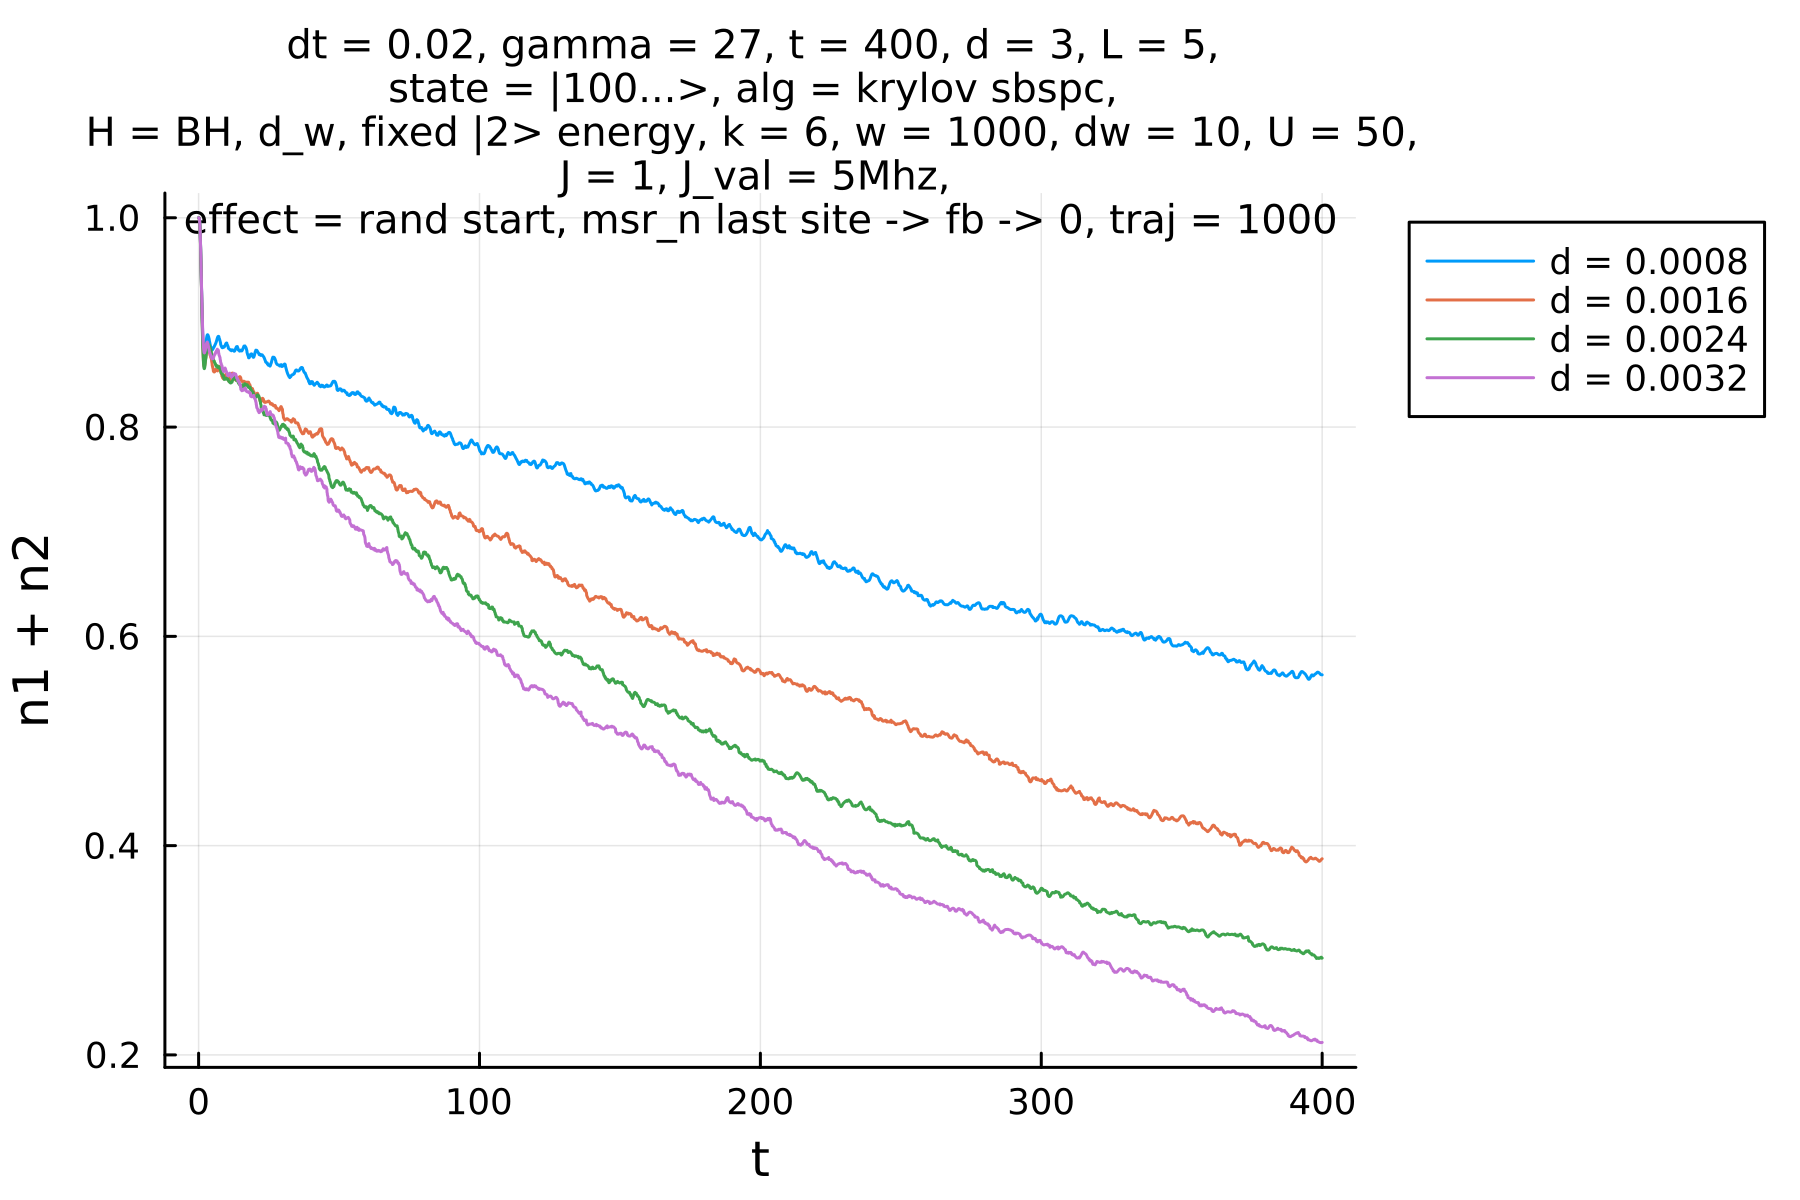 dt = 0.02, gamma = 27, t = 400, d = 3, L = 5,
state = |100...>, alg = krylov sbspc,
H = BH, d_w, fixed |2> energy, k = 6, w = 1000, dw = 10, U = 50,
J = 1, J_val = 5Mhz,
effect = rand start, msr_n last site -> fb -> 0, traj = 1000
d = 0.0008
d = 0.0016
d = 0.0024
d = 0.0032
n1 + n2
1.0
0.8
0.6
0.4
0.2
0 100 200 300 400
t